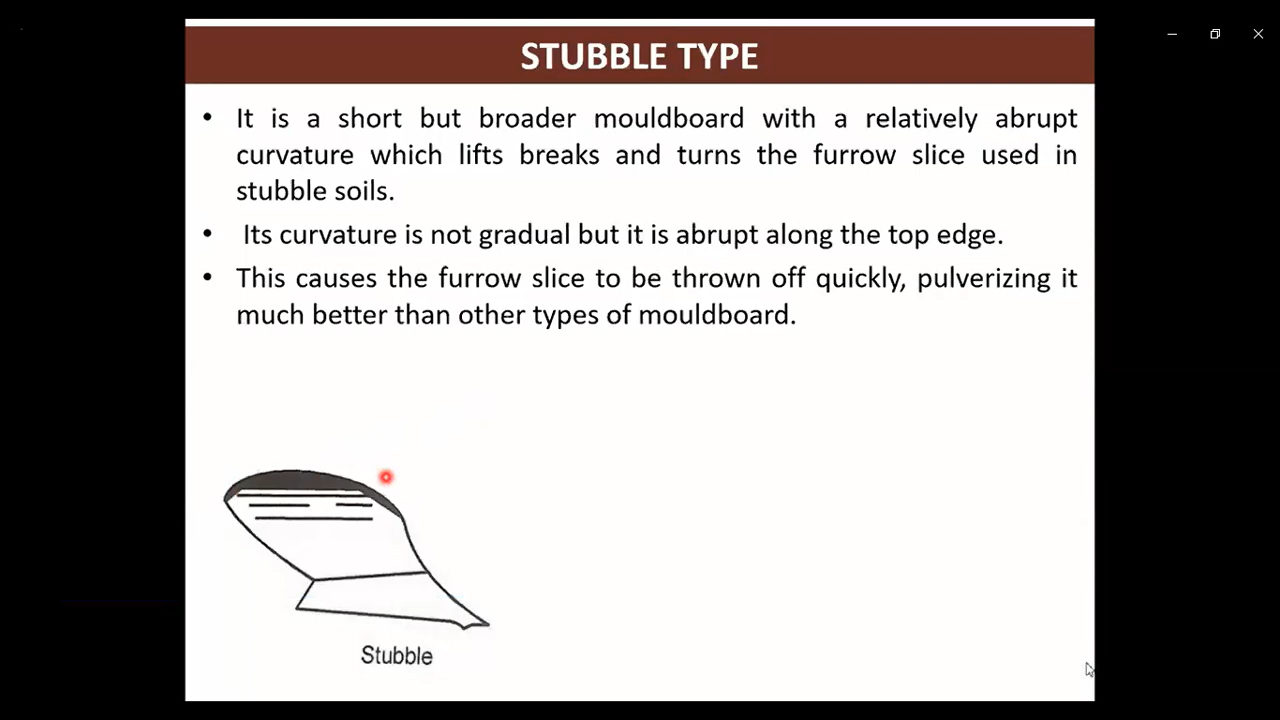 STUBBLE TYPE
• It is a short but broader mouldboard with a relatively abrupt
curvature which lifts breaks and turns the furrow slice used in
stubble soils.
• Its curvature is not gradual but it is abrupt along the top edge.
• This causes the furrow slice to be thrown off quickly, pulverizing it
much better than other types of mouldboard.
Stubble